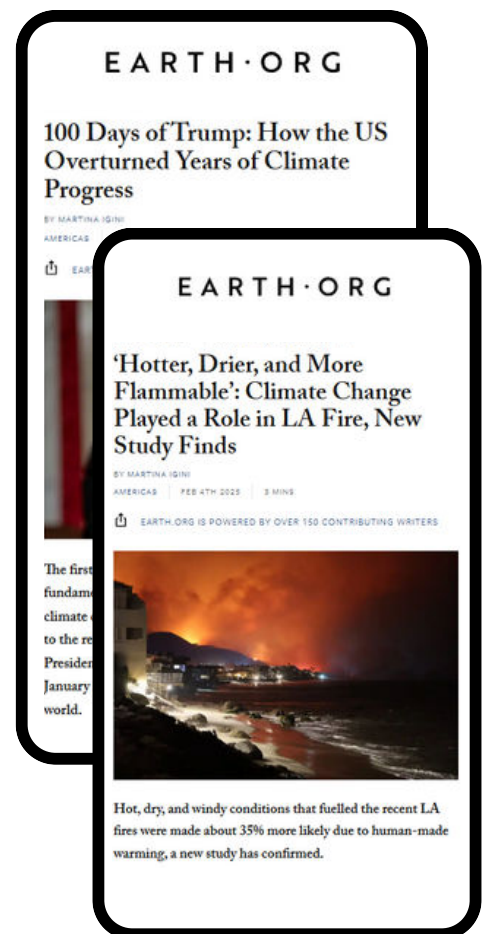 EARTH·ORG
100 Days of Trump: How the US
Overturned Years of Climate
Progress
BY MARTINA IGINI
AMERICAS
EAR
The first
fundame
climate
to the re
Presiden
January
world.
EARTH·ORG
‘Hotter, Drier, and More
Flammable’: Climate Change
Played a Role in LA Fire, New
Study Finds
BY MARTINA IGINI
AMERICAS FEB 4TH 2025 3 MINS
EARTH.ORG IS POWERED BY OVER 150 CONTRIBUTING WRITERS
Hot, dry, and windy conditions that fuelled the recent LA
fires were made about 35% more likely due to human-made
warming, a new study has confirmed.